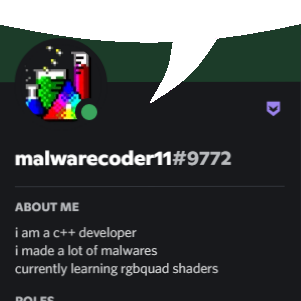 malwarecoder11#9772
ABOUT ME
i am a c++ developer
i made a lot of malwares
currently learning rgbquad shaders
ROLES